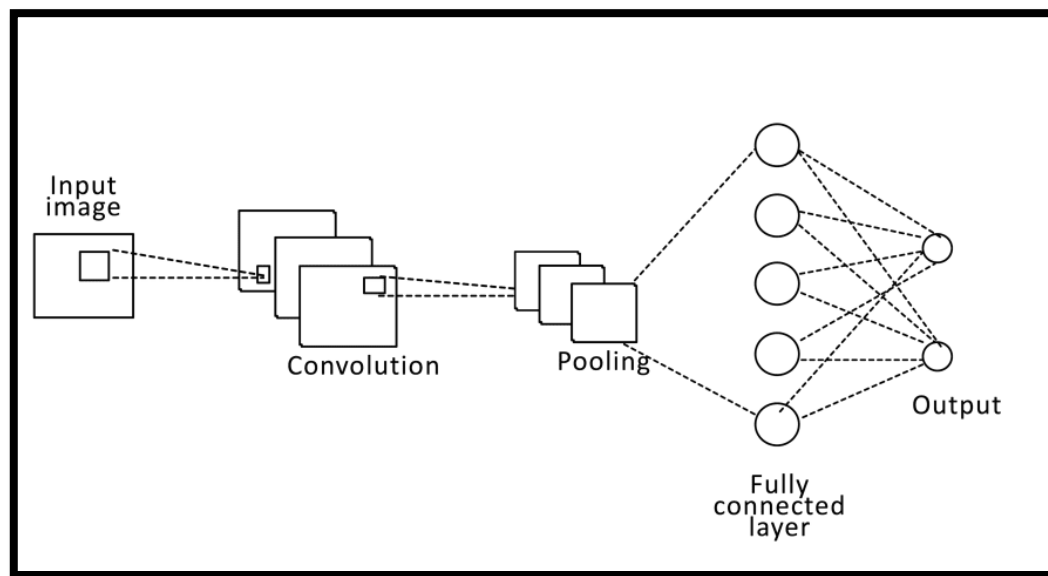 Input
image
Convolution
Pooling
Fully
connected
layer
Output